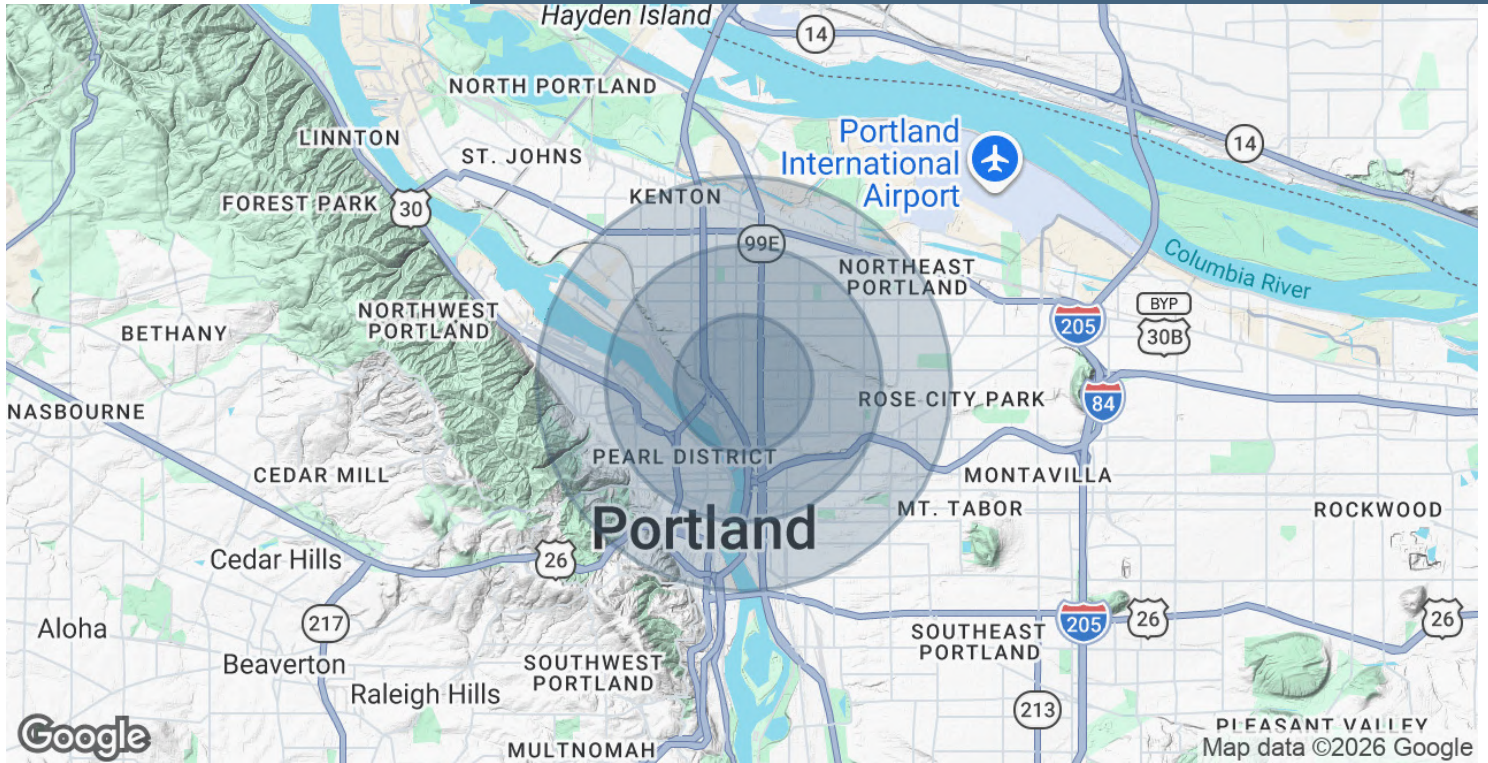 Hayden Island
14
NORTH PORTLAND
Portland
International
Airport
LINNTON
14
ST. JOHNS
KENTON
FOREST PARK
30
99E
Columbia River
NORTHEAST
PORTLAND
NORTHWEST
PORTLAND
BYP
30B
205
BETHANY
84
ROSE CITY PARK
NASBOURNE
PEARL DISTRICT
CEDAR MILL
MONTAVILLA
MT. TABOR
ROCKWOOD
Portland
Cedar Hills
26
217
205
26
26
Aloha
SOUTHEAST
PORTLAND
Beaverton
SOUTHWEST
PORTLAND
Raleigh Hills
213
PLEASANT VALLEY
Google
MULTNOMAH
Map data ©2026 Google